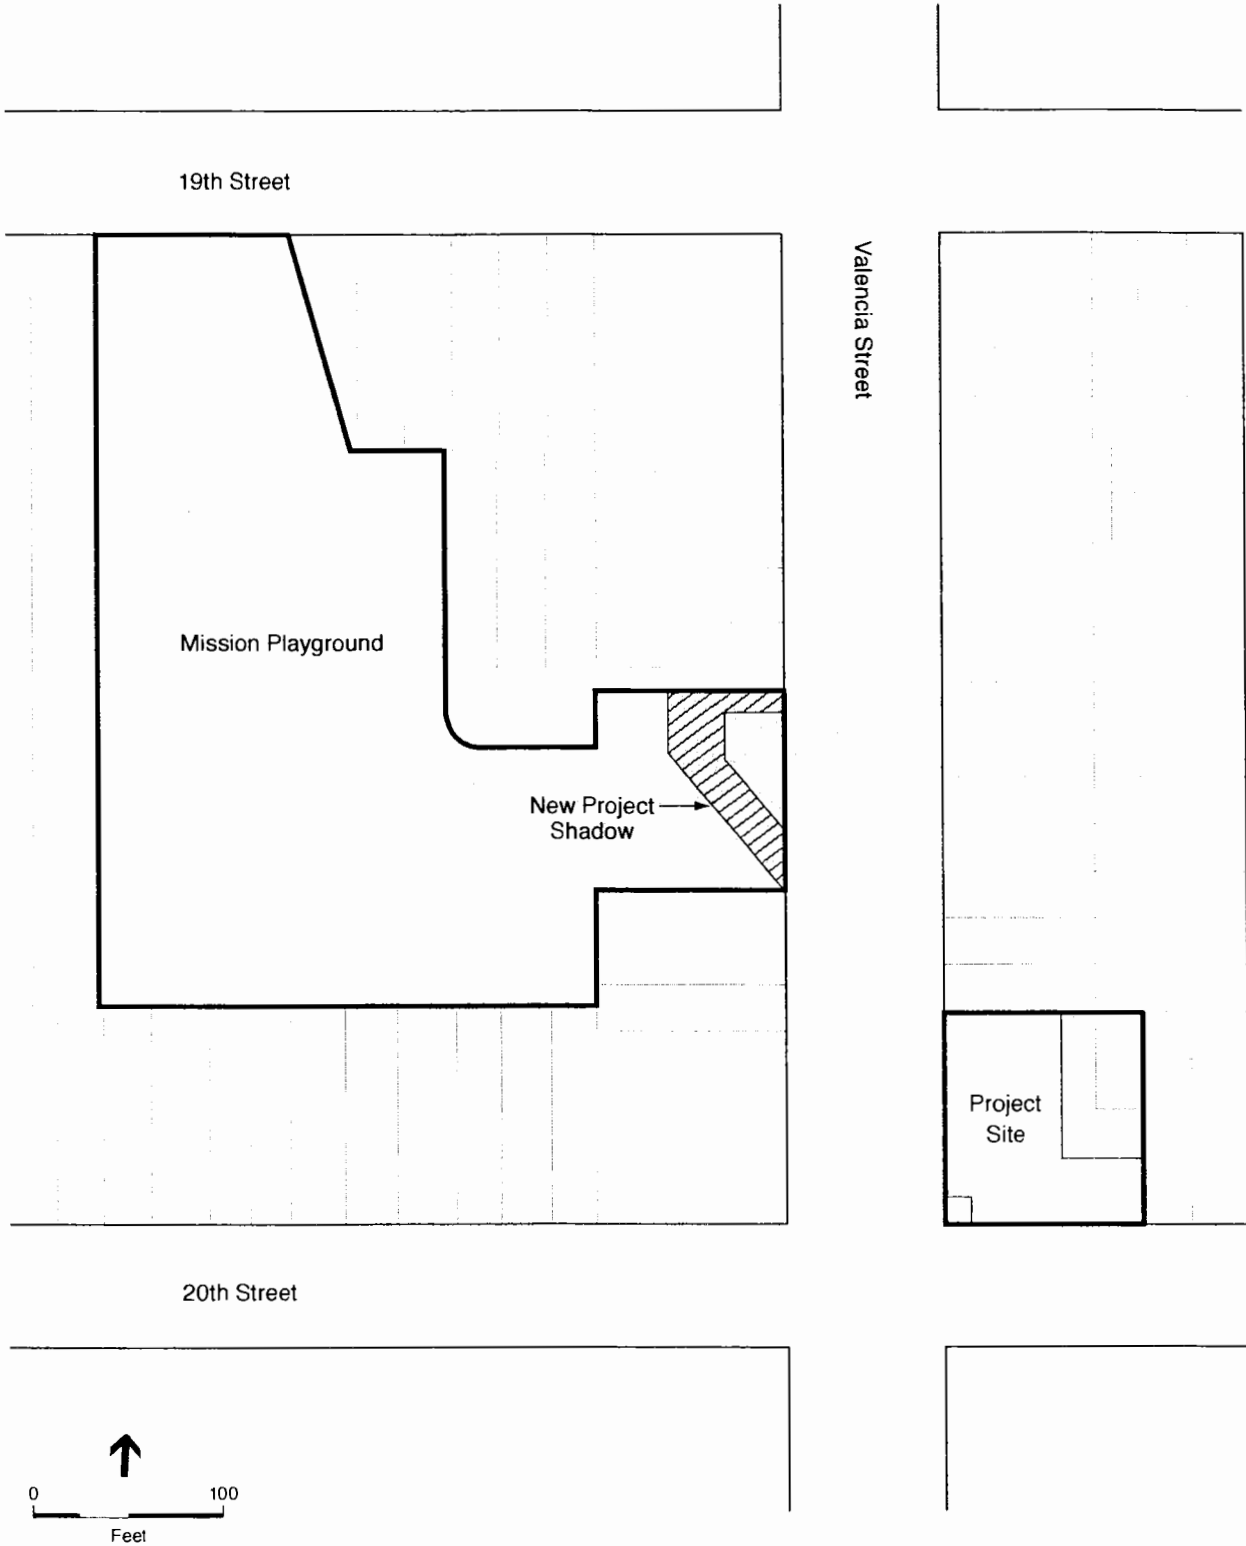 19th Street
Valencia Street
Mission Playground
New Project
Shadow
Project
Site
20th Street
0 100
Feet